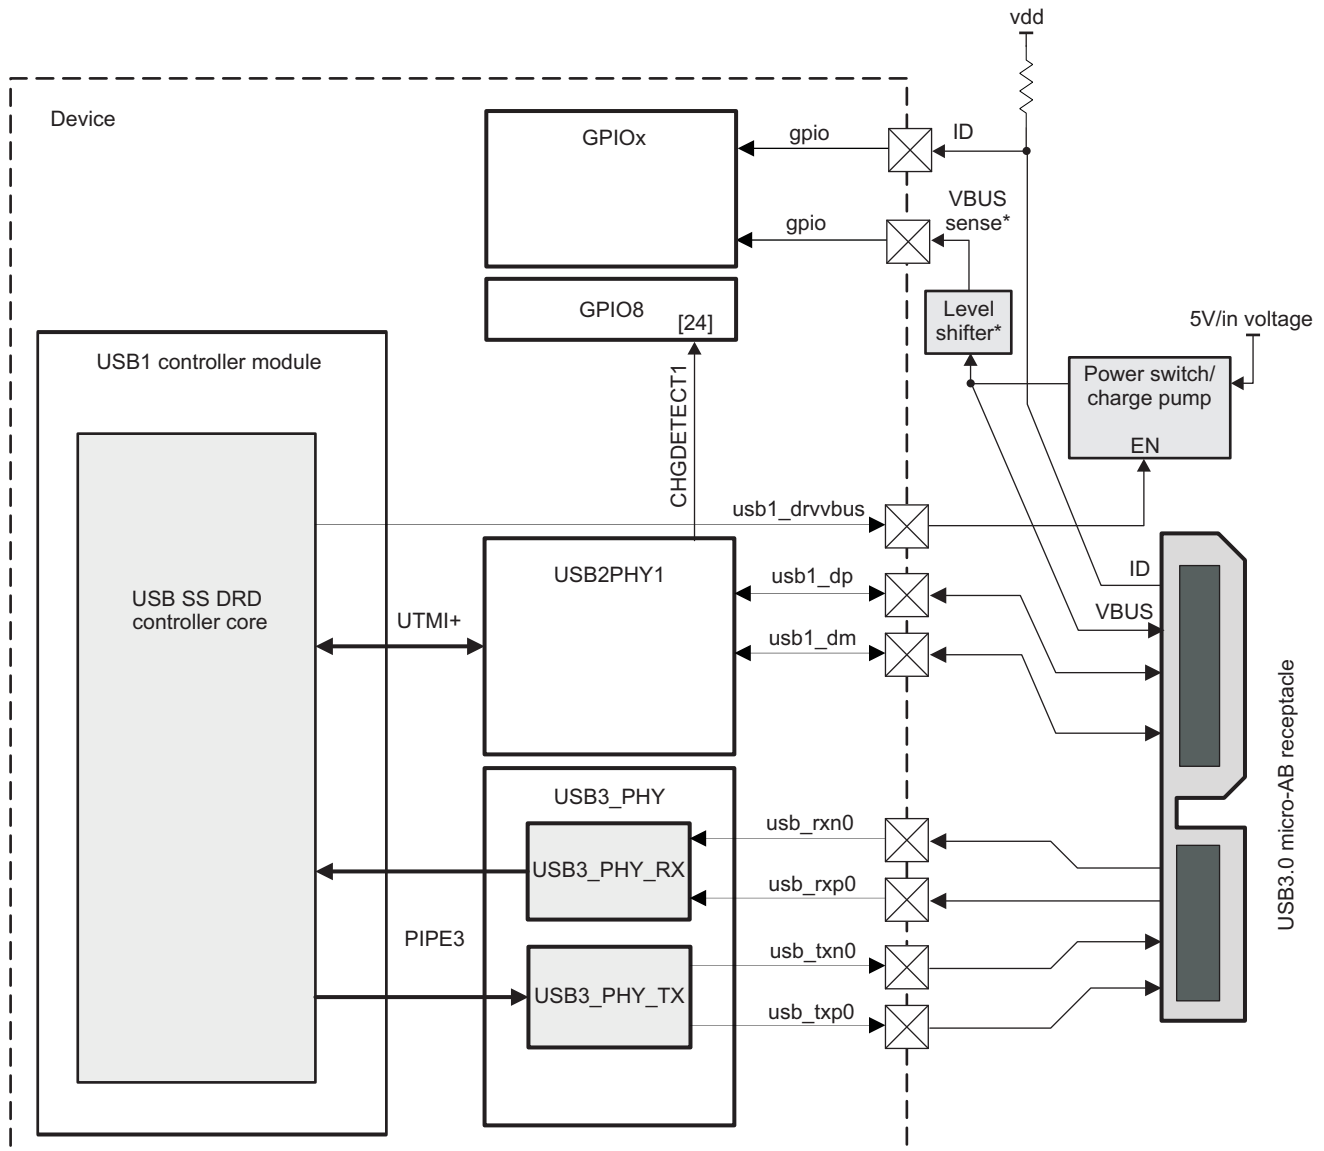 vdd
Device
GPIOx
gpio
ID
gpio
VBUS
sense*
GPIO8
[24]
Level
shifter*
5V/in voltage
USB1 controller module
Power switch/
charge pump
EN
CHGDETECT1
usb1_drvvbus
USB2PHY1
usb1_dp
ID
USB SS DRD
controller core
UTMI+
VBUS
usb1_dm
USB3.0 micro-AB receptacle
USB3_PHY
usb_rxn0
USB3_PHY_RX
usb_rxp0
PIPE3
usb_txn0
USB3_PHY_TX
usb_txp0